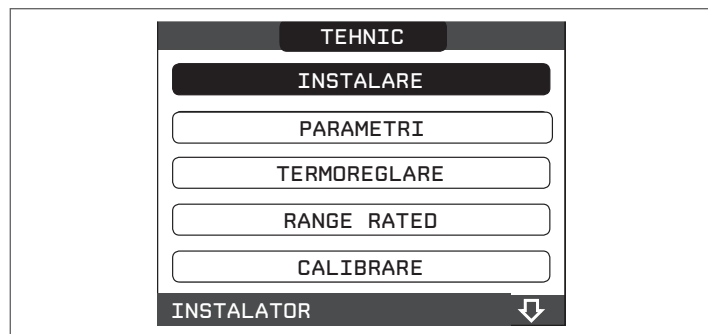 TEHNIC
INSTALARE
PARAMETRI
TERMOREGLARE
RANGE RATED
CALIBRARE
INSTALATOR